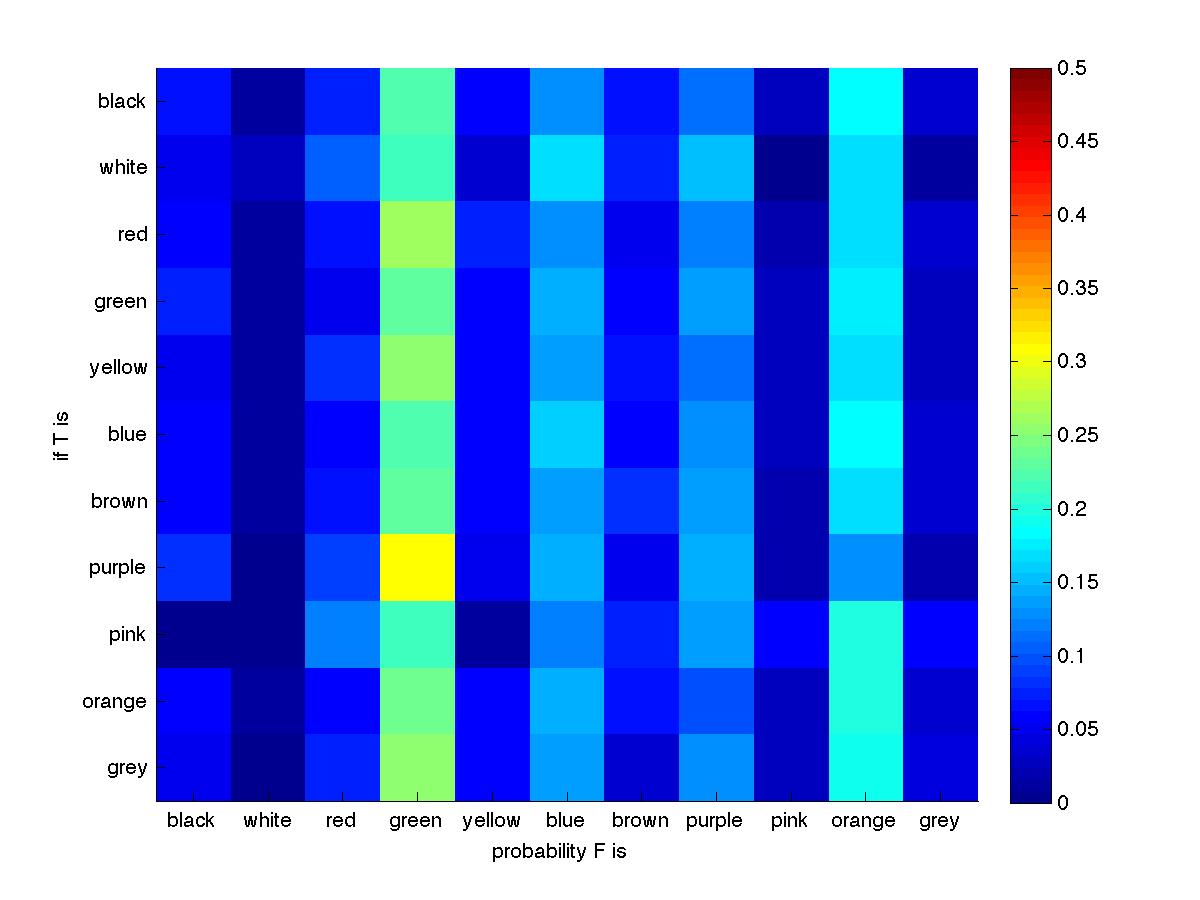 black
white
red
green
yellow
blue
brown
purple
pink
orange
grey
if T is
black white red green yellow blue brown purple pink orange grey
probability F is
0.5
0.45
0.4
0.35
0.3
0.25
0.2
0.15
0.1
0.05
0